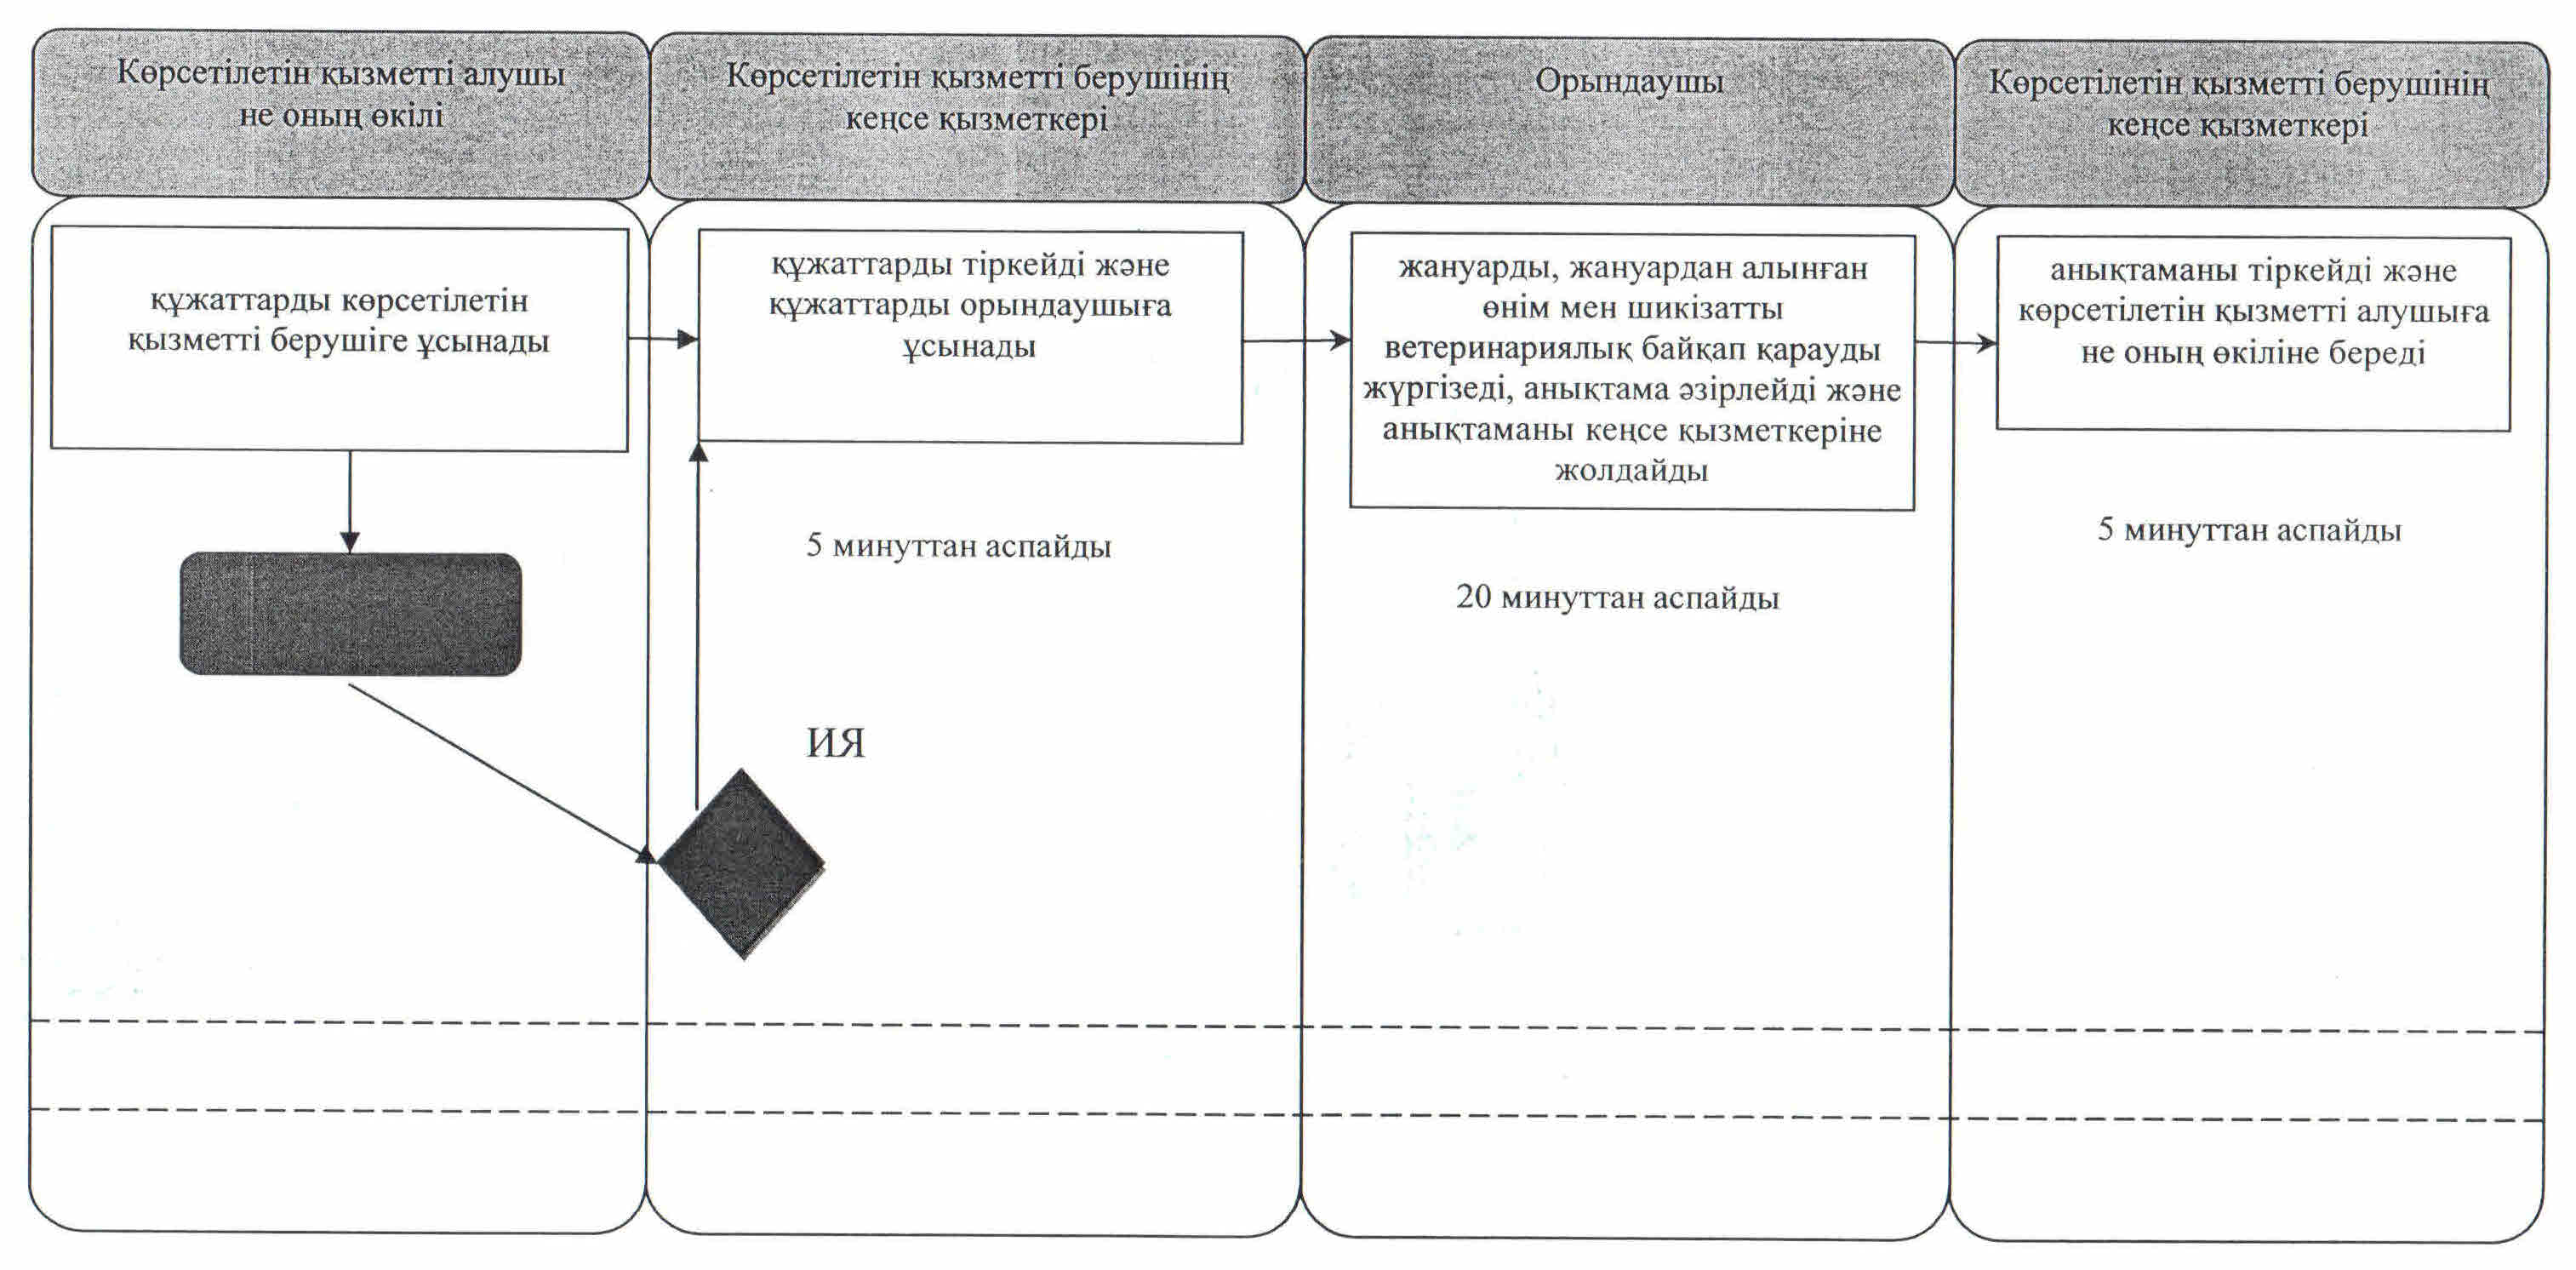 Көрсетілетін қызметті алушы
не оның өкілі
Көрсетілетін қызметті берушінің
кеңсе қызметкері
Орындаушы
Көрсетілетін қызметті берушінің
кеңсе қызметкері
құжаттарды көрсетілетін
қызметті берушіге ұсынады
құжаттарды тіркейді және
құжаттарды орындаушыға
ұсынады
5 минуттан аспайды
ИЯ
жануарды, жануардан алынған
өнім мен шикізатты
ветеринариялық байқап қарауды
жүргізеді, анықтама әзірлейді және
анықтаманы кеңсе қызметкеріне
жолдайды
20 минуттан аспайды
анықтаманы тіркейді және
көрсетілетін қызметті алушыға
не оның өкіліне береді
5 минуттан аспайды